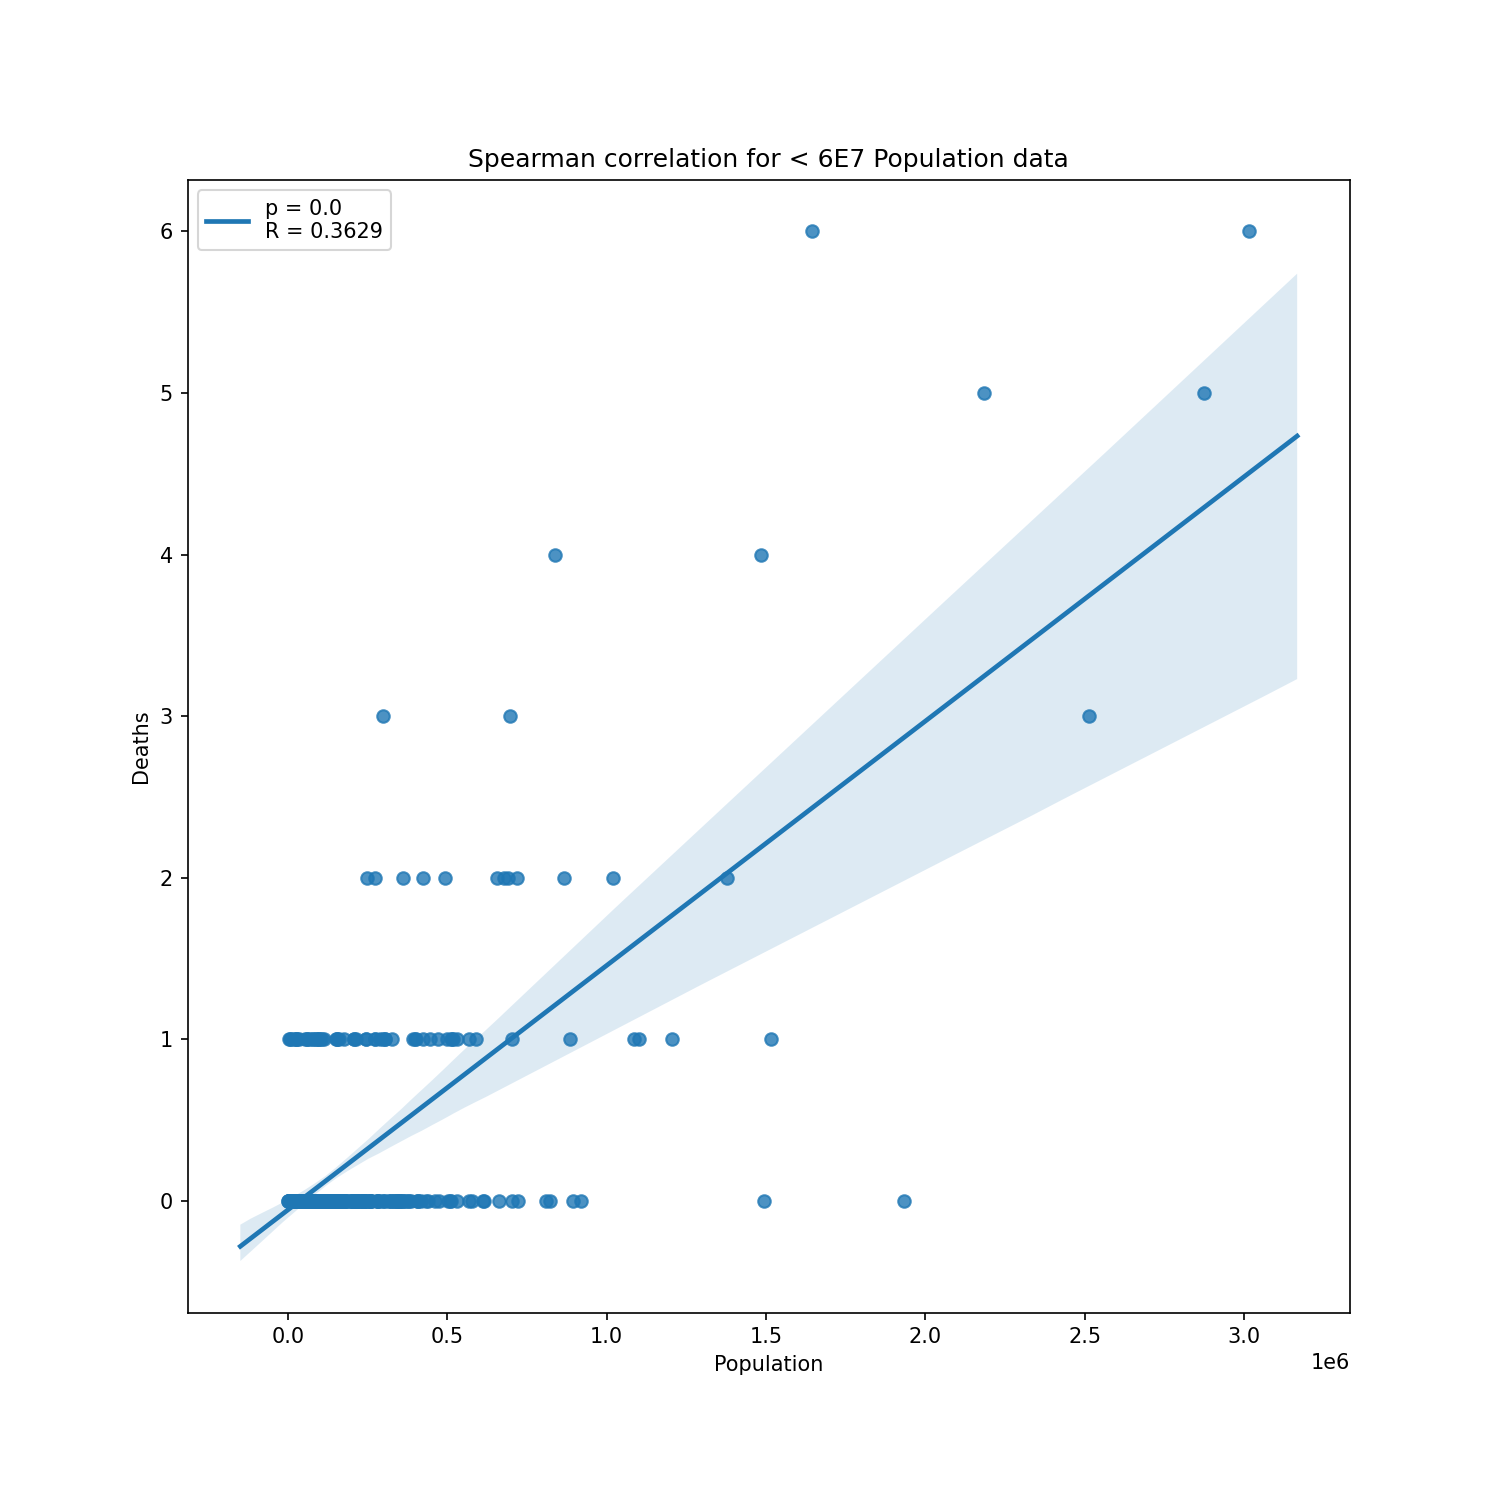 Spearman correlation for < 6E7 Population data
p = 0.0
R = 0.3629
6
5
4
3
2
1
0
Deaths
0.0 0.5 1.0 1.5 2.0 2.5 3.0
1e6
Population